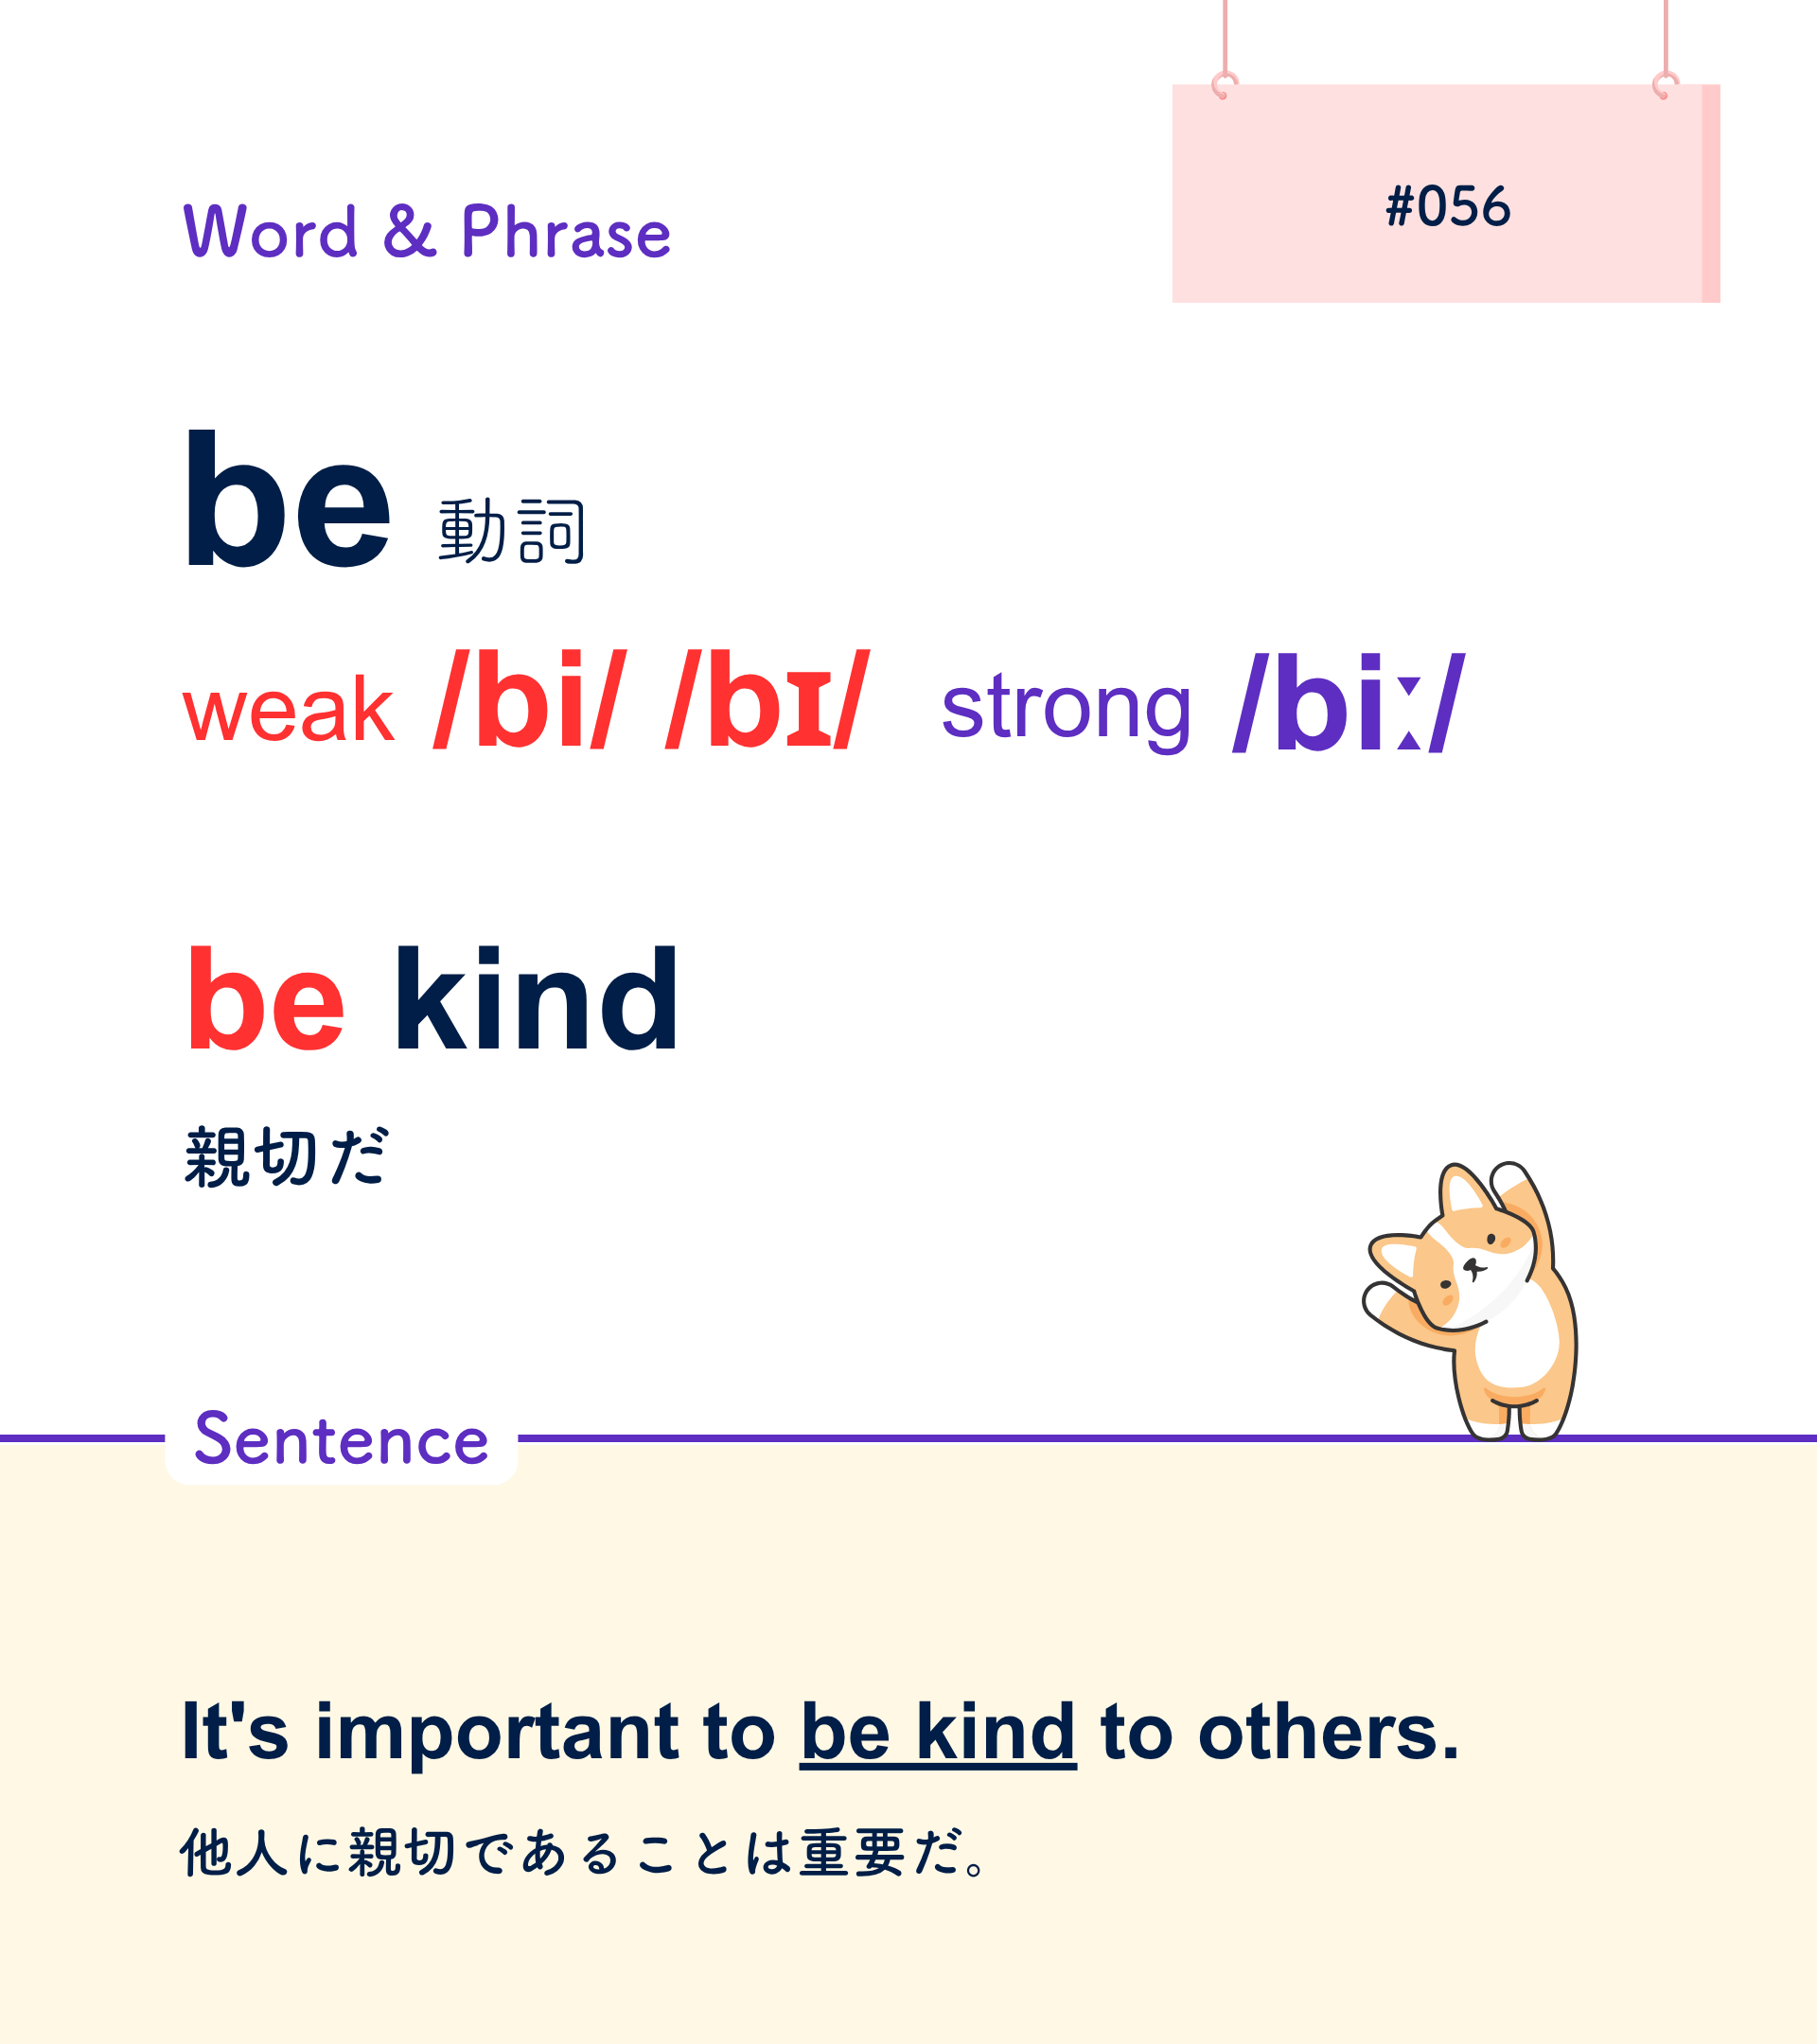 #056
Word & Phrase
be 動詞
weak /bi/ /bɪ/ strong /biː/
be kind
親切だ
Sentence
It's important to be kind to others.
他人に親切であることは重要だ。